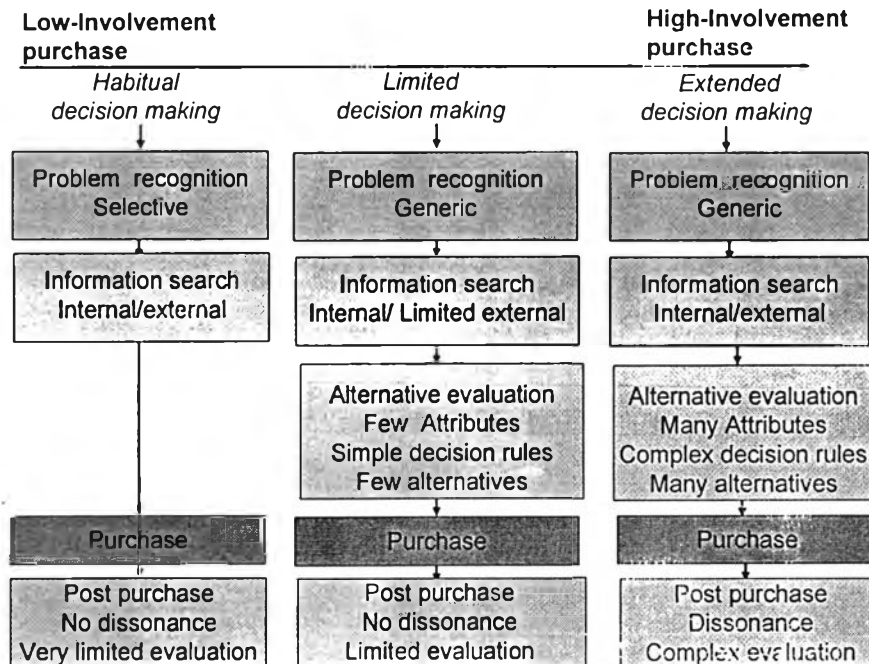 Low-Involvement
purchase
High-Involvement
purchase
Habitual
decision making
Limited
decision making
Extended
decision making
Problem recognition
Selective
Problem recognition
Generic
Problem recognition
Generic
Information search
Internal/external
Information search
Internal/ Limited external
Information search
Internal/external
Alternative evaluation
Few Attributes
Simple decision rules
Few alternatives
Alternative evaluation
Many Attributes
Complex decision rules
Many alternatives
Purchase
Purchase
Purchase
Post purchase
No dissonance
Very limited evaluation
Post purchase
No dissonance
Limited evaluation
Post purchase
Dissonance
Complex evaluation